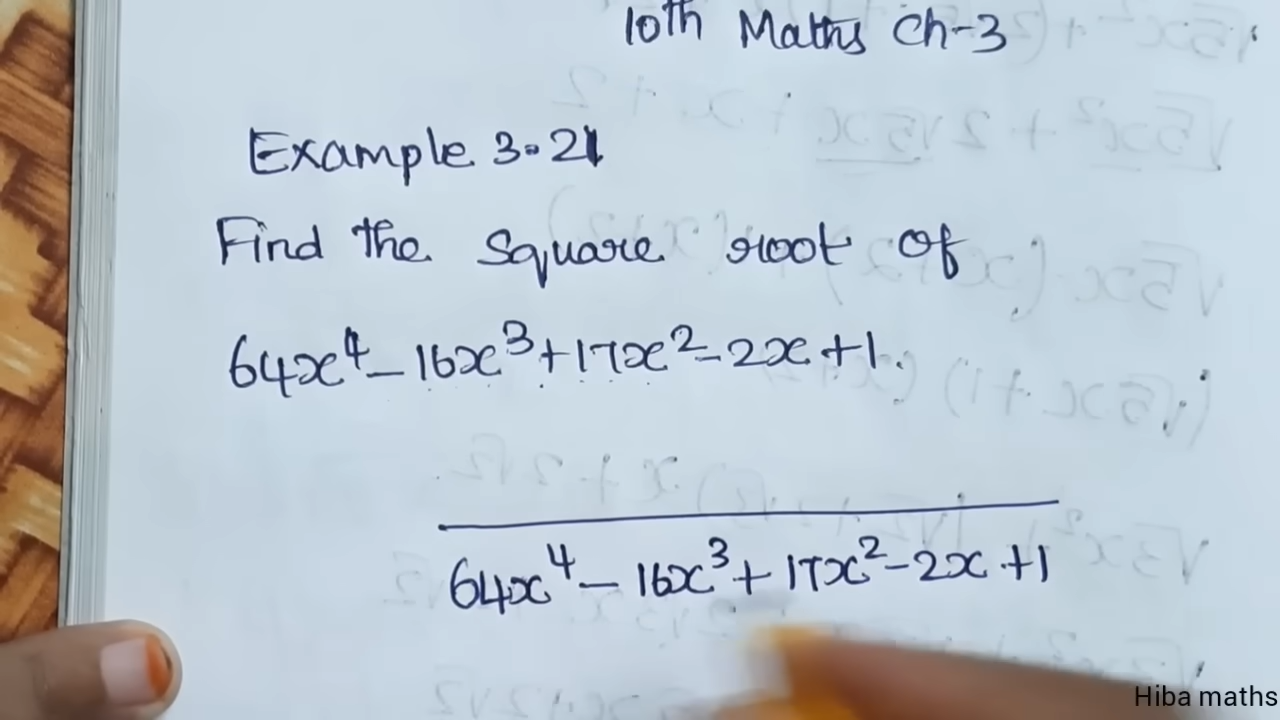 10th Maths Ch-3
Example 3.21
Find the Square root of
64x⁴ - 16x³ + 17x² - 2x + 1.
64x⁴ - 16x³ + 17x² - 2x + 1
Hiba maths